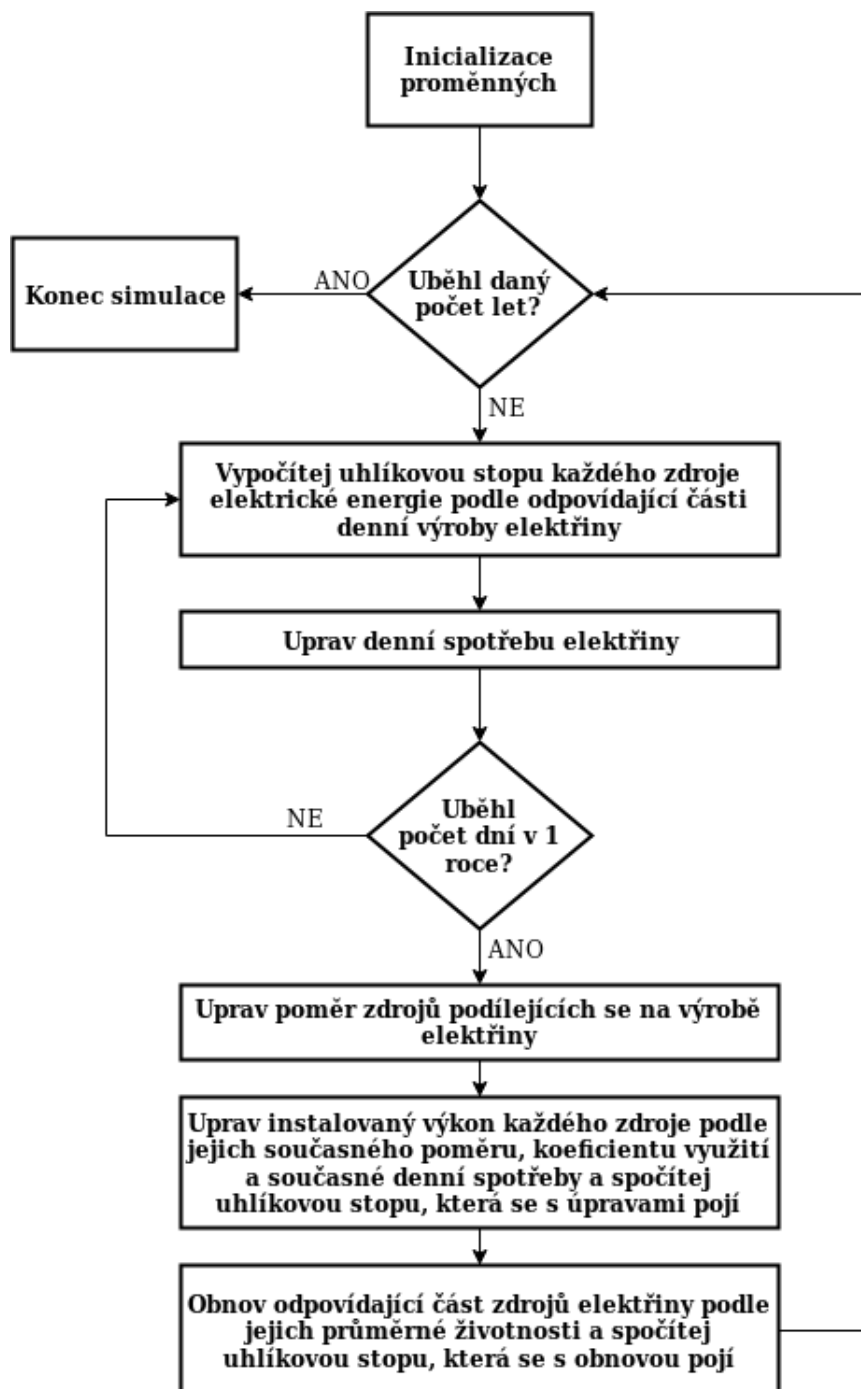 Inicializace
proměnných
Uběhl daný
počet let?
ANO
Konec simulace
NE
Vypočítej uhlíkovou stopu každého zdroje
elektrické energie podle odpovídající části
denní výroby elektřiny
Uprav denní spotřebu elektřiny
Uběhl
počet dní v 1
roce?
NE
ANO
Uprav poměr zdrojů podílejících se na výrobě
elektřiny
Uprav instalovaný výkon každého zdroje podle
jejich současného poměru, koeficientu využití
a současné denní spotřeby a spočítej
uhlíkovou stopu, která se s úpravami pojí
Obnov odpovídající část zdrojů elektřiny podle
jejich průměrné životnosti a spočítej
uhlíkovou stopu, která se s obnovou pojí